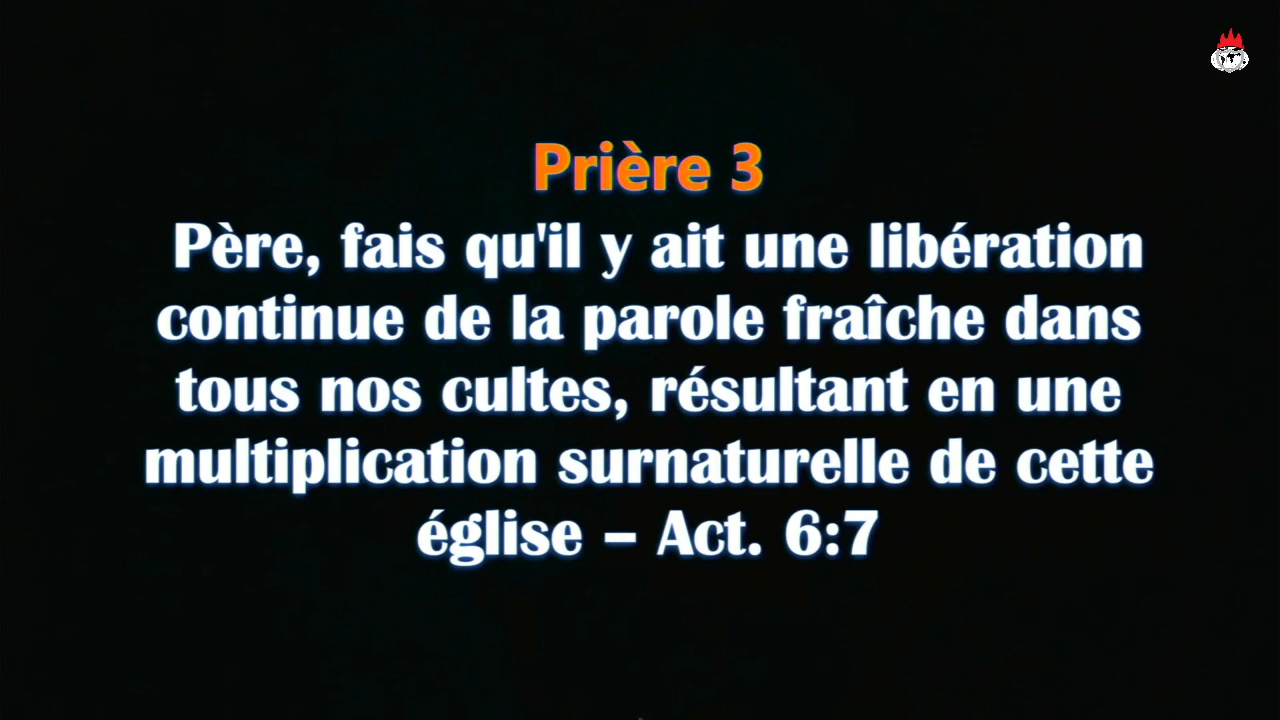 Prière 3
Père, fais qu'il y ait une libération
continue de la parole fraîche dans
tous nos cultes, résultant en une
multiplication surnaturelle de cette
église – Act. 6:7